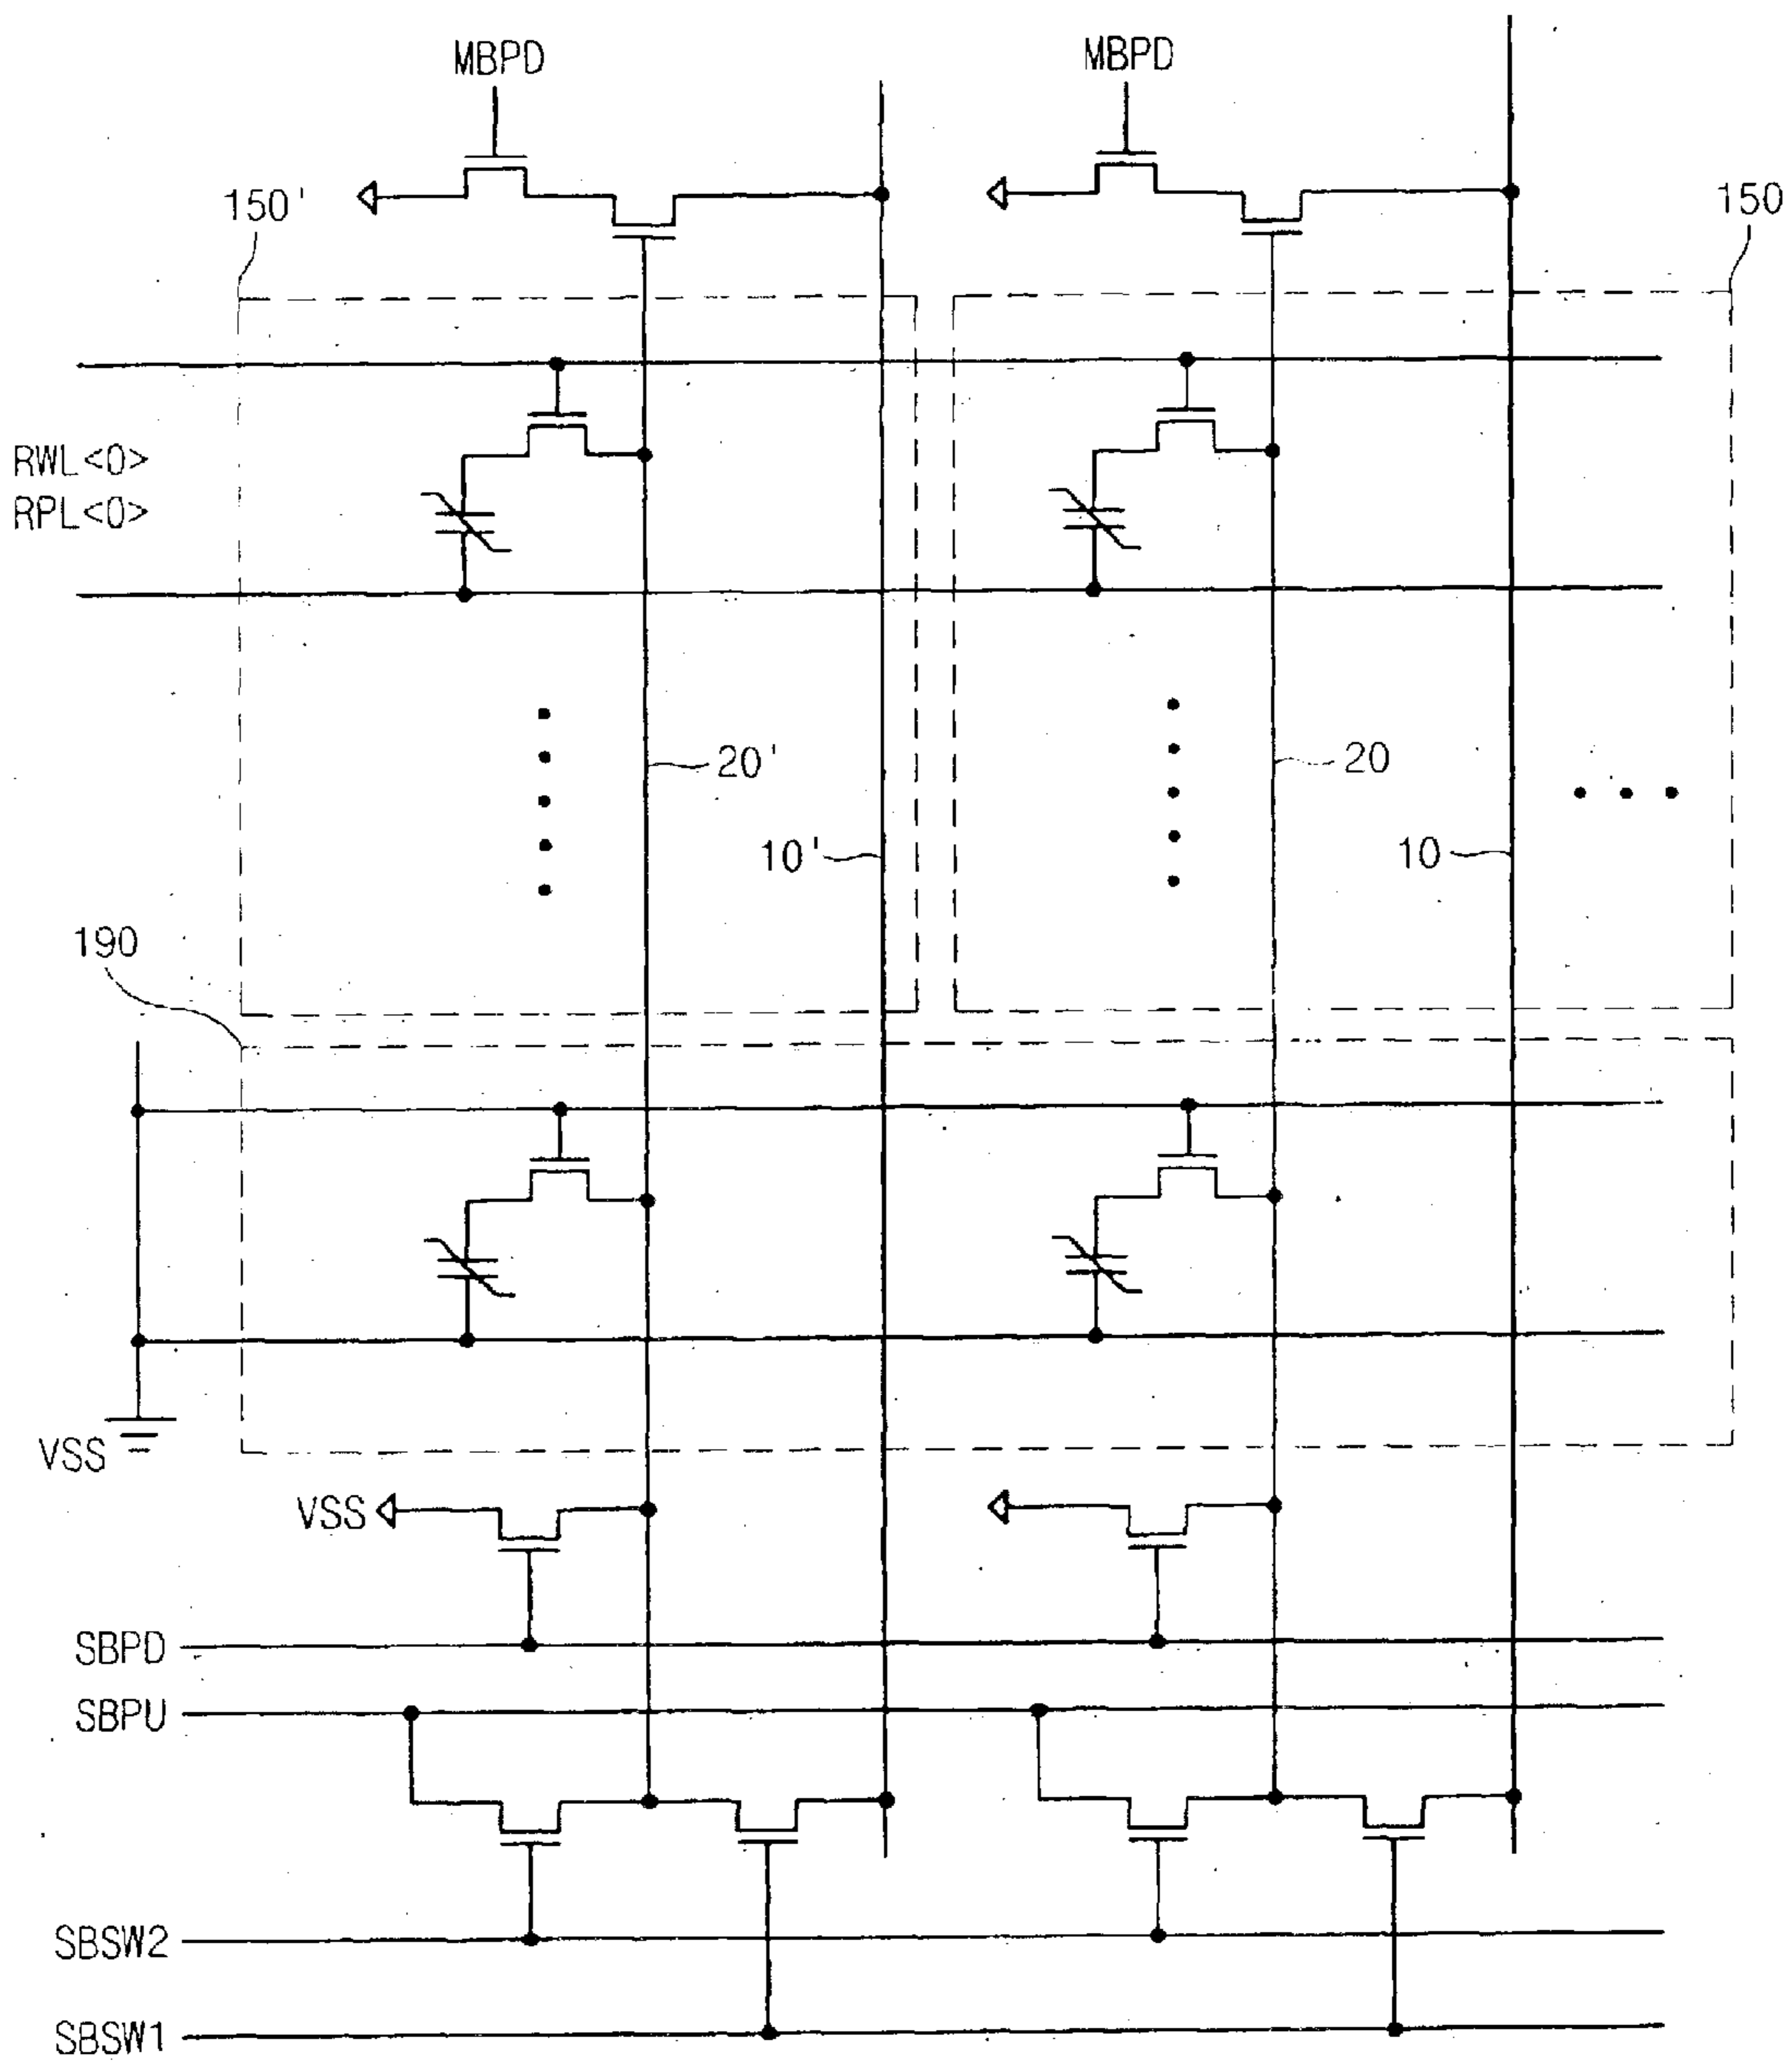 MBPD
MBPD
150'
150
RWL<0>
RPL<0>
20'
20
10'
10
190
VSS
VSS
SBPD
SBPU
SBSW2
SBSW1